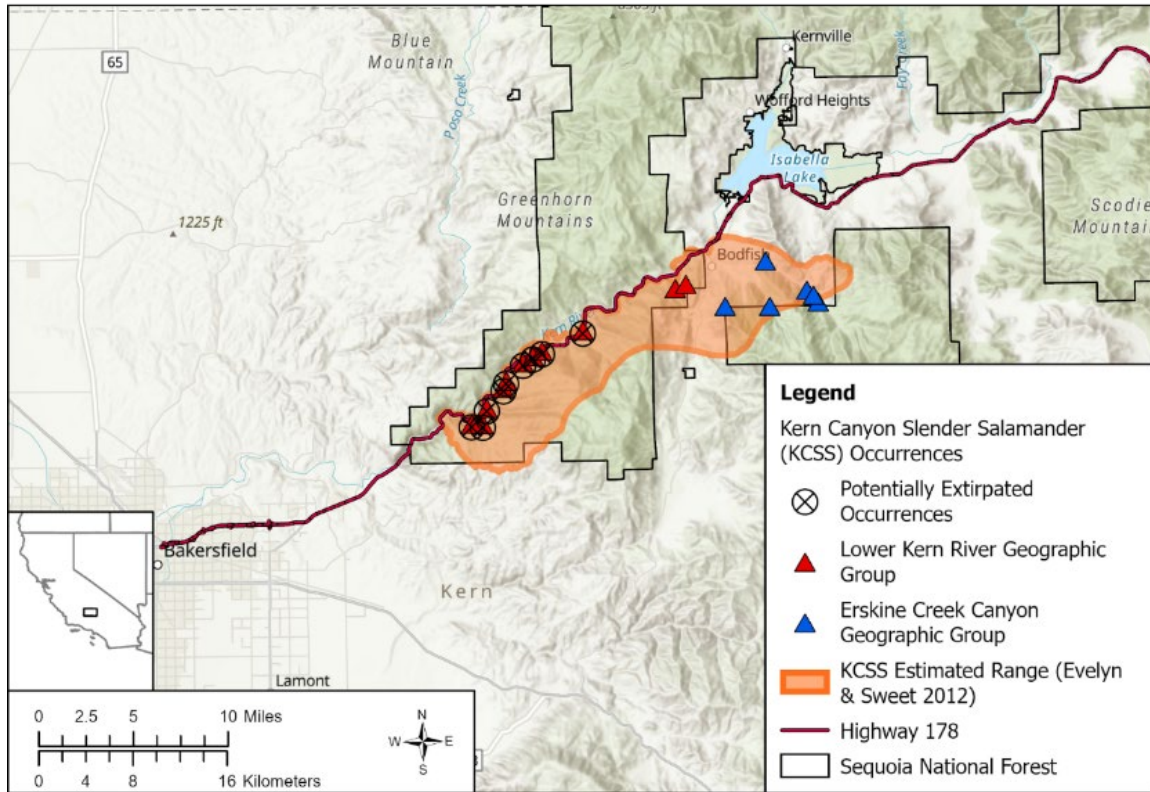 Kernville
Blue
Mountain
65
Poso Creek
Wofford Heights
Isabella
Lake
Greenhorn
Mountains
1225 ft
Scodie
Bodfish
Bakersfield
Kern
Lamont
Legend
Kern Canyon Slender Salamander
(KCSS) Occurrences
Potentially Extirpated
Occurrences
Lower Kern River Geographic
Group
Erskine Creek Canyon
Geographic Group
KCSS Estimated Range (Evelyn
& Sweet 2012)
Highway 178
Sequoia National Forest
0 2.5 5 10 Miles
0 4 8 16 Kilometers
N
W E
S